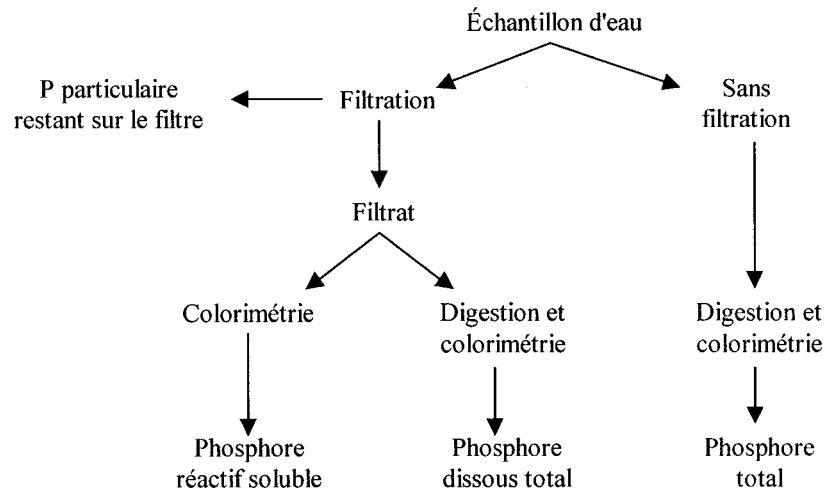 Échantillon d'eau
P particulaire
restant sur le filtre
Filtration
Sans
filtration
Filtrat
Colorimétrie
Digestion et
colorimétrie
Digestion et
colorimétrie
Phosphore
réactif soluble
Phosphore
dissous total
Phosphore
total